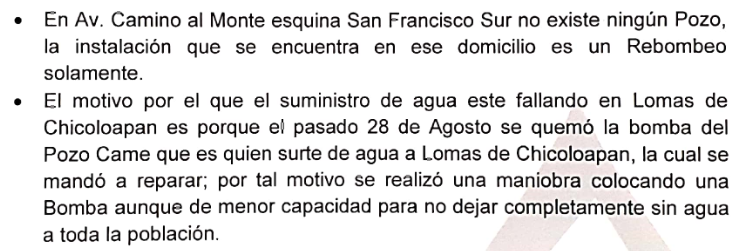 • En Av. Camino al Monte esquina San Francisco Sur no existe ningún Pozo,
la instalación que se encuentra en ese domicilio es un Rebombeo
solamente.
• El motivo por el que el suministro de agua este fallando en Lomas de
Chicoloapan es porque el pasado 28 de Agosto se quemó la bomba del
Pozo Came que es quien surte de agua a Lomas de Chicoloapan, la cual se
mandó a reparar; por tal motivo se realizó una maniobra colocando una
Bomba aunque de menor capacidad para no dejar completamente sin agua
a toda la población.